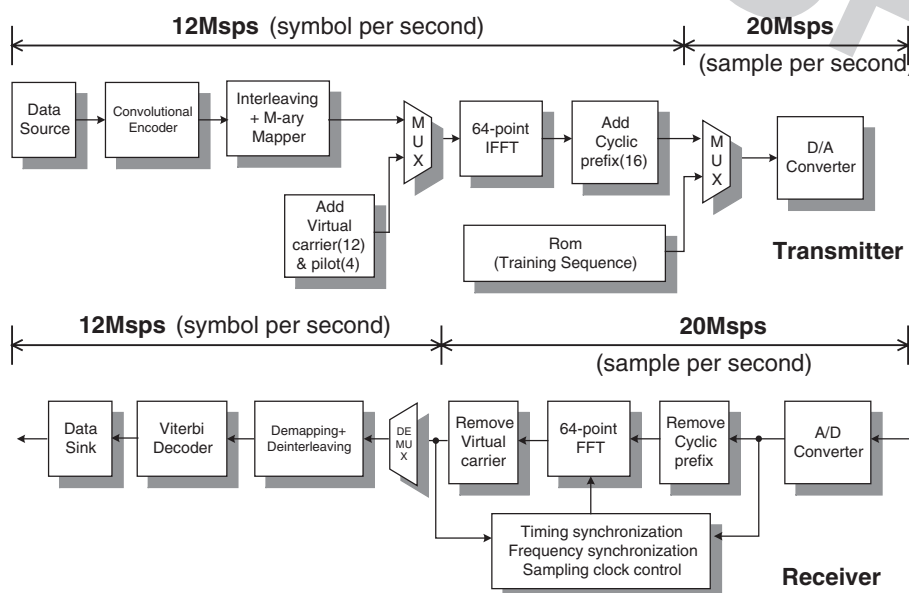 12Msps (symbol per second)
20Msps
(sample per second)
Data
Source
Convolutional
Encoder
Interleaving
+ M-ary
Mapper
M
U
X
64-point
IFFT
Add
Cyclic
prefix(16)
M
U
X
D/A
Converter
Add
Virtual
carrier(12)
& pilot(4)
Rom
(Training Sequence)
Transmitter
12Msps (symbol per second)
20Msps
(sample per second)
Data
Sink
Viterbi
Decoder
Demapping+
Deinterleaving
DE
MU
X
Remove
Virtual
carrier
64-point
FFT
Remove
Cyclic
prefix
A/D
Converter
Timing synchronization
Frequency synchronization
Sampling clock control
Receiver